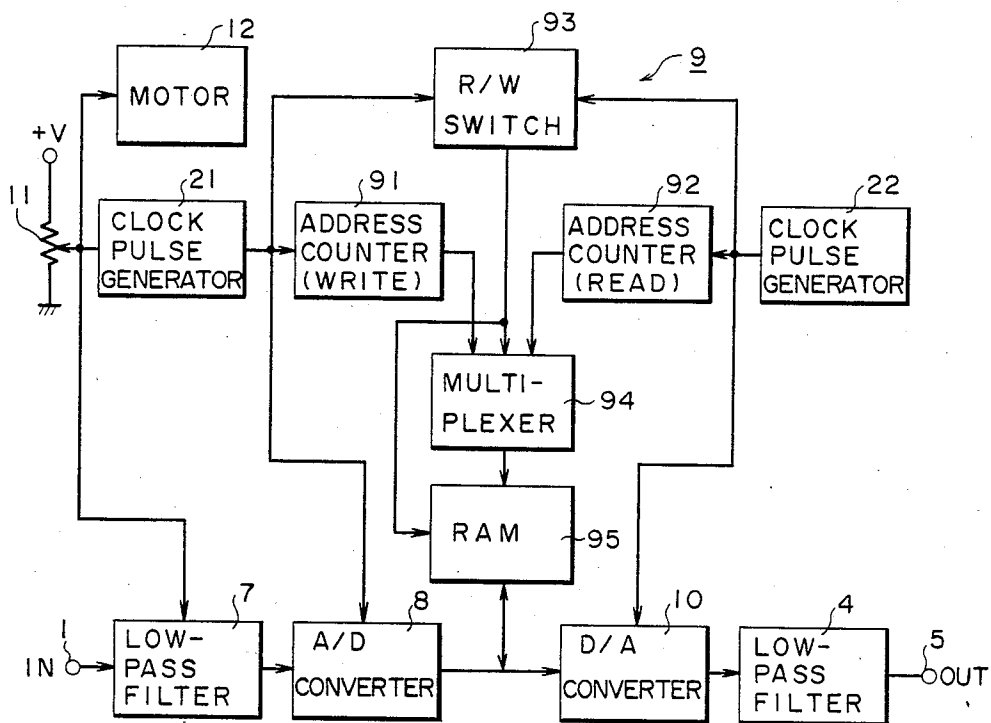 12
MOTOR
93
R/W
SWITCH
9
+V
11
21
CLOCK
PULSE
GENERATOR
91
ADDRESS
COUNTER
(WRITE)
92
ADDRESS
COUNTER
(READ)
22
CLOCK
PULSE
GENERATOR
MULTI-
PLEXER
94
RAM
95
1
IN
7
LOW-
PASS
FILTER
8
A/D
CONVERTER
10
D/A
CONVERTER
4
LOW-
PASS
FILTER
5
OUT